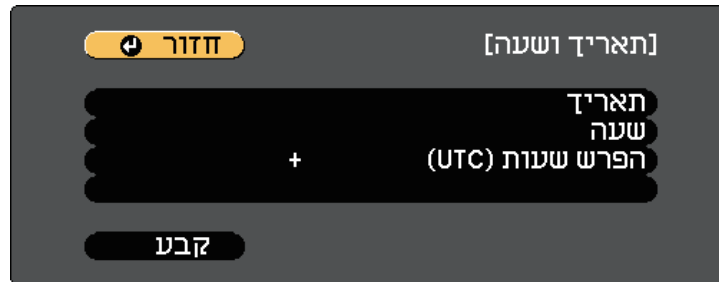 [תאריך ושעה]
חזור
תאריך
שעה
הפרש שעות (UTC) +
קבע